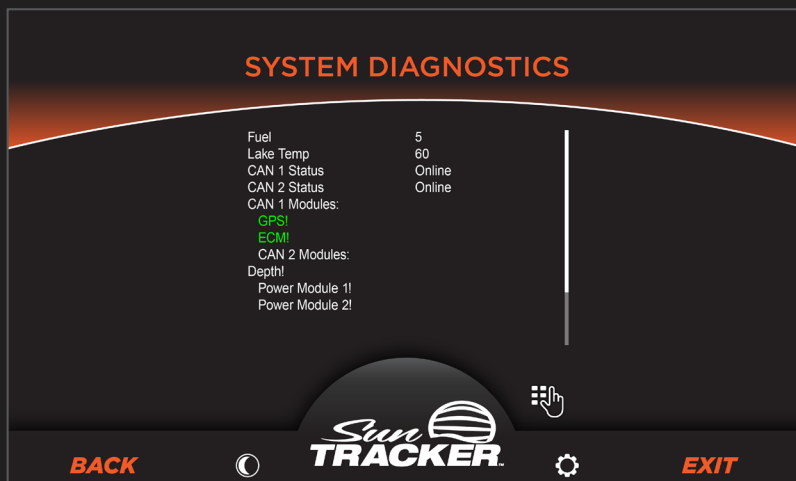 SYSTEM DIAGNOSTICS
Fuel 5
Lake Temp 60
CAN 1 Status Online
CAN 2 Status Online
CAN 1 Modules:
GPS!
ECM!
CAN 2 Modules:
Depth!
Power Module 1!
Power Module 2!
Sun
TRACKER
BACK
EXIT